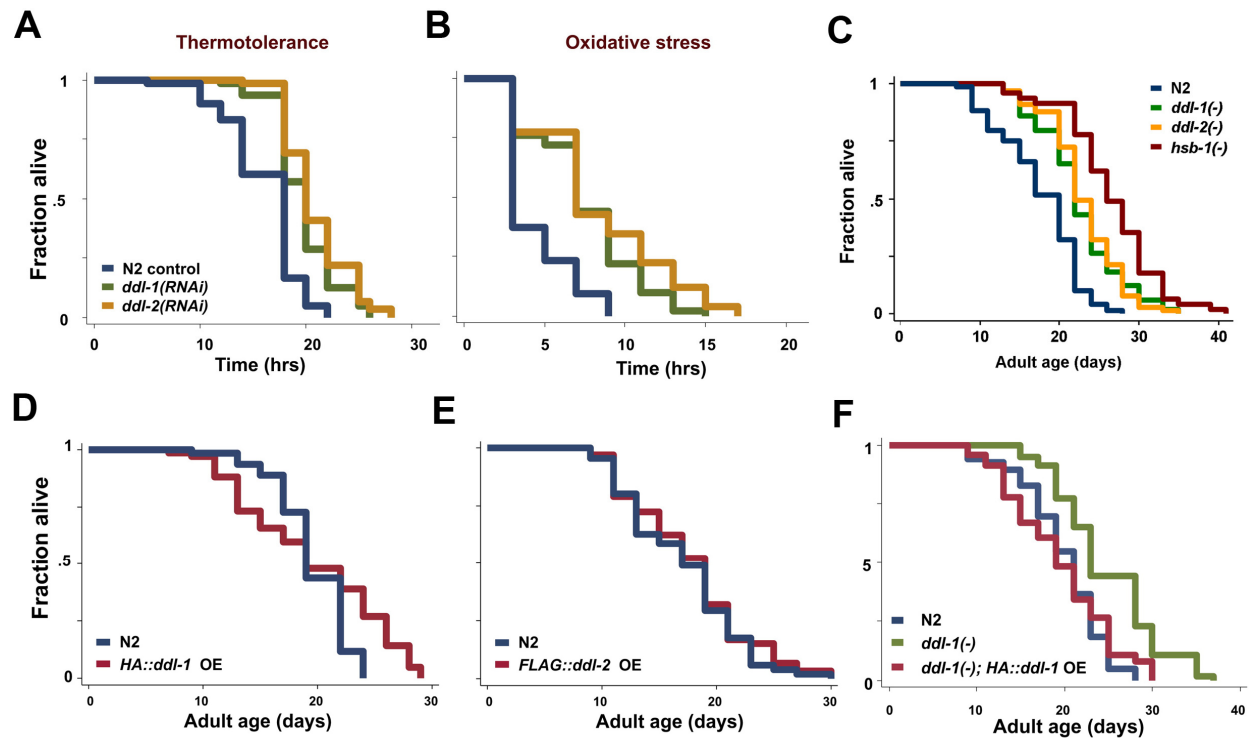 A
Thermotolerance
Fraction alive
1
.5
0
N2 control
ddl-1(RNAi)
ddl-2(RNAi)
0 10 20 30
Time (hrs)
B
Oxidative stress
1
.5
0
0 5 10 15 20
Time (hrs)
C
Fraction alive
1
.5
0
N2
ddl-1(-)
ddl-2(-)
hsb-1(-)
0 10 20 30 40
Adult age (days)
D
Fraction alive
1
.5
0
N2
HA::ddl-1 OE
0 10 20 30
Adult age (days)
E
N2
FLAG::ddl-2 OE
0 10 20 30
Adult age (days)
F
1
5
0
N2
ddl-1(-)
ddl-1(-); HA::ddl-1 OE
0 10 20 30 40
Adult age (days)